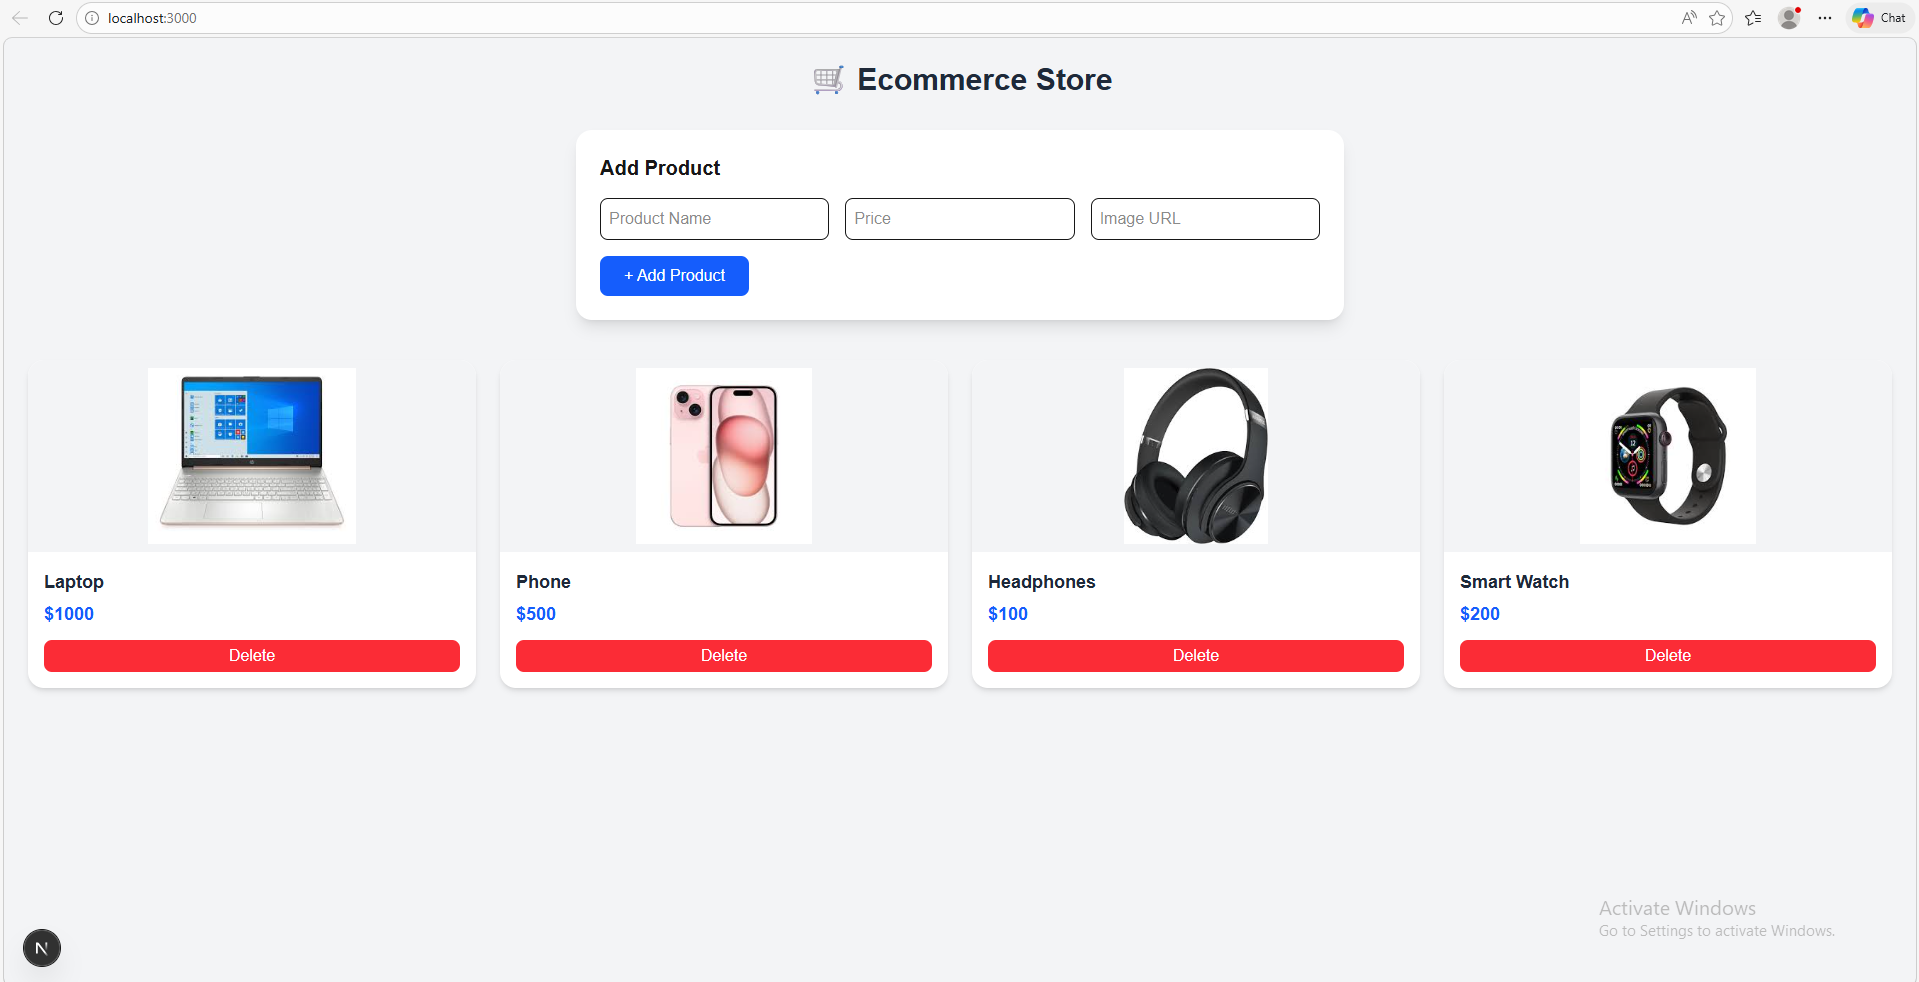 localhost:3000
Chat
Ecommerce Store
Add Product
Product Name
Price
Image URL
+ Add Product
Laptop
$1000
Delete
Phone
$500
Delete
Headphones
$100
Delete
Smart Watch
$200
Delete
Activate Windows
Go to Settings to activate Windows.
N